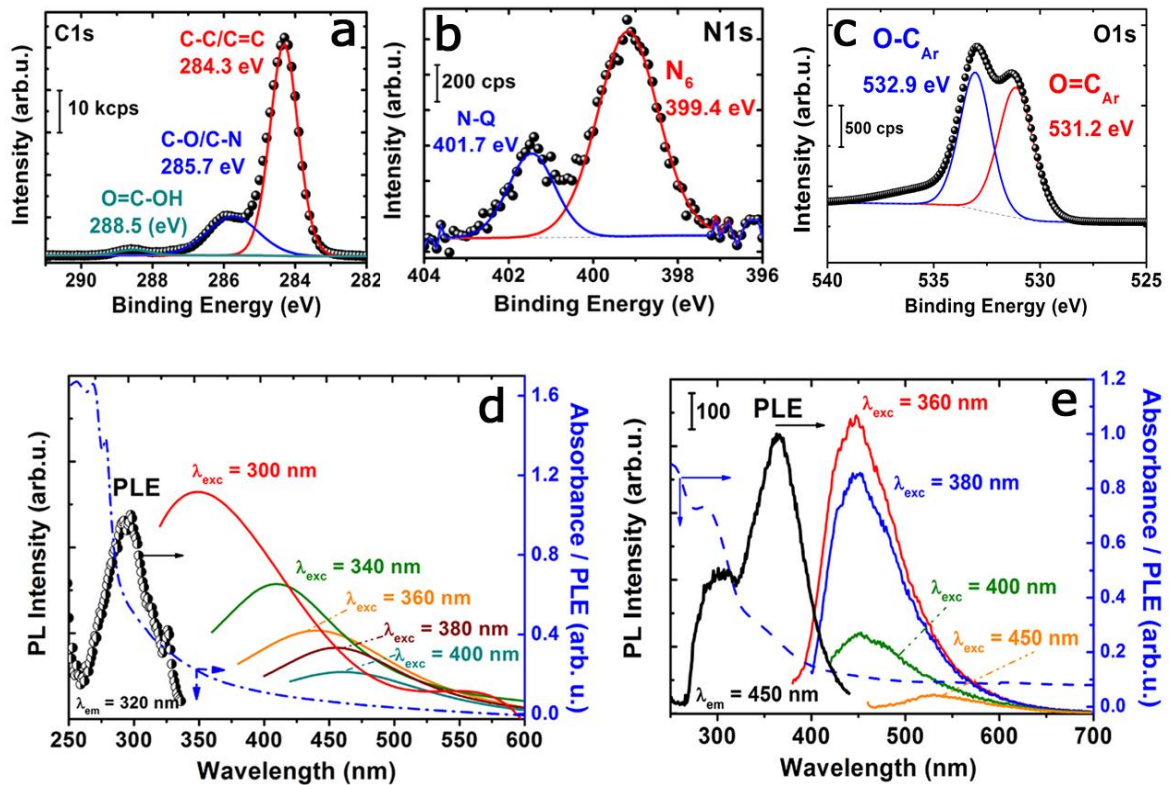 a
C1s
C-C/C=C
284.3 eV
10 kcps
C-O/C-N
285.7 eV
O=C-OH
288.5 (eV)
Intensity (arb.u.)
290 288 286 284 282
Binding Energy (eV)
b
N1s
200 cps
N6
399.4 eV
N-Q
401.7 eV
Intensity (arb.u.)
404 402 400 398 396
Binding Energy (eV)
c
O1s
O-CAr
532.9 eV
O=CAr
531.2 eV
500 cps
Intensity (arb.u.)
540 535 530 525
Binding Energy (eV)
d
PLE
λexc = 300 nm
λexc = 340 nm
λexc = 360 nm
λexc = 380 nm
λexc = 400 nm
λem = 320 nm
PL Intensity (arb.u.)
1.6
1.2
0.8
0.4
0.0
Absorbance / PLE (arb. u.)
250 300 350 400 450 500 550 600
Wavelength (nm)
e
100
PLE
λexc = 360 nm
λexc = 380 nm
λexc = 400 nm
λexc = 450 nm
λem = 450 nm
PL Intensity (arb.u.)
1.2
1.0
0.8
0.6
0.4
0.2
0.0
Absorbance / PLE (arb. u.)
300 400 500 600 700
Wavelength (nm)